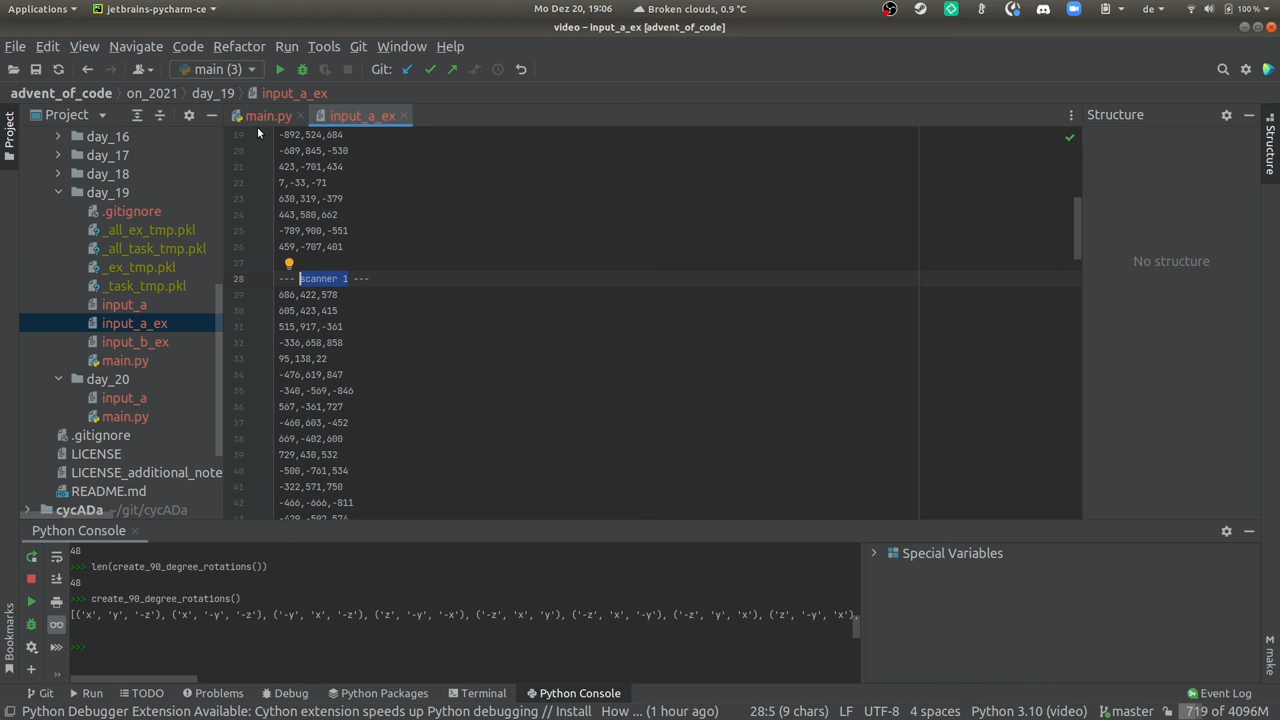 Applications
jetbrains-pycharm-ce
Mo Dez 20, 19:06
Broken clouds, 0.9 °C
de
100 %
video – input_a_ex [advent_of_code]
File Edit View Navigate Code Refactor Run Tools Git Window Help
main (3)
Git:
advent_of_code
on_2021
day_19
input_a_ex
Project
main.py
input_a_ex
Structure
Project
day_16
day_17
day_18
day_19
.gitignore
_all_ex_tmp.pkl
_all_task_tmp.pkl
_ex_tmp.pkl
_task_tmp.pkl
input_a
input_a_ex
input_b_ex
main.py
day_20
input_a
main.py
.gitignore
LICENSE
LICENSE_additional_note
README.md
cycADa ~/git/cycADa
19 -892,524,684
20 -689,845,-530
21 423,-701,434
22 7,-33,-71
23 630,319,-379
24 443,580,662
25 -789,900,-551
26 459,-707,401
27
28 --- scanner 1 ---
29 686,422,578
30 605,423,415
31 515,917,-361
32 -336,658,858
33 95,138,22
34 -476,619,847
35 -340,-569,-846
36 567,-361,727
37 -460,603,-452
38 669,-402,600
39 729,430,532
40 -500,-761,534
41 -322,571,750
42 -466,-666,-811
43 -429,-592,574
No structure
Structure
make
Bookmarks
Python Console
48
>>> len(create_90_degree_rotations())
48
>>> create_90_degree_rotations()
[('x', 'y', '-z'), ('x', '-y', '-z'), ('-y', 'x', '-z'), ('z', '-y', '-x'), ('-z', 'x', 'y'), ('-z', 'x', '-y'), ('-z', 'y', 'x'), ('z', '-y', 'x'),
>>>
Special Variables
Git
Run
TODO
Problems
Debug
Python Packages
Terminal
Python Console
Event Log
Python Debugger Extension Available: Cython extension speeds up Python debugging // Install How ... (1 hour ago)
28:5 (9 chars)
LF
UTF-8
4 spaces
Python 3.10 (video)
master
719 of 4096M